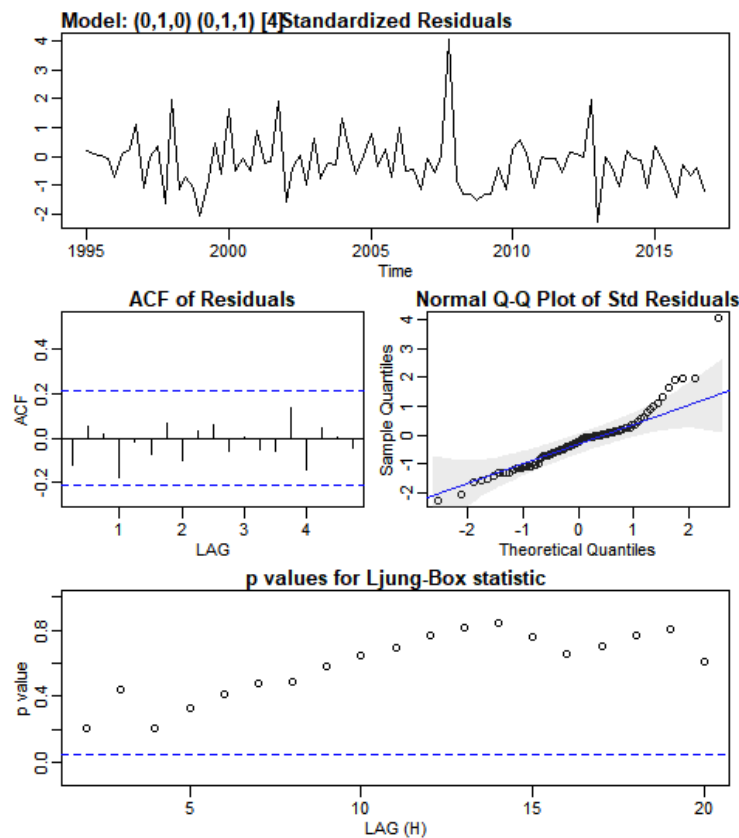 Model: (0,1,0) (0,1,1) [4] Standardized Residuals
4
3
2
1
0
-1
-2
1995 2000 2005 2010 2015
Time
ACF of Residuals
ACF
0.4
0.2
0.0
-0.2
1 2 3 4
LAG
Normal Q-Q Plot of Std Residuals
Sample Quantiles
4
3
2
1
0
-1
-2
-2 -1 0 1 2
Theoretical Quantiles
p values for Ljung-Box statistic
p value
0.8
0.4
0.0
5 10 15 20
LAG (H)